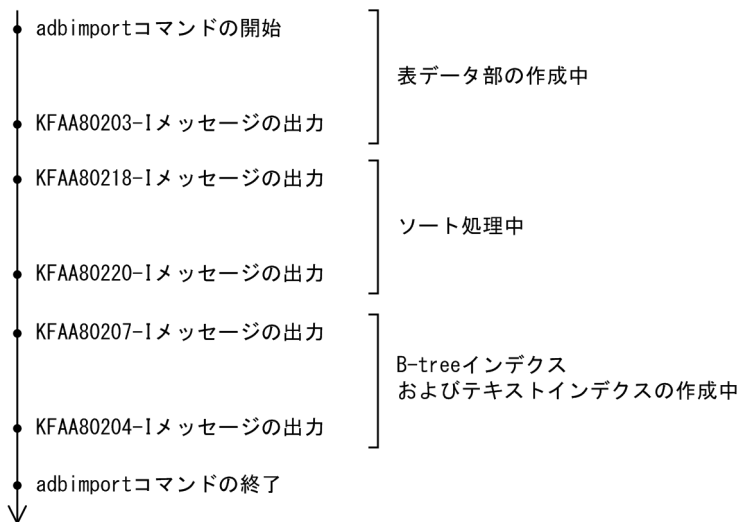 adbimportコマンドの開始
表データ部の作成中
KFAA80203-Iメッセージの出力
KFAA80218-Iメッセージの出力
ソート処理中
KFAA80220-Iメッセージの出力
KFAA80207-Iメッセージの出力
B-treeインデクス
およびテキストインデクスの作成中
KFAA80204-Iメッセージの出力
adbimportコマンドの終了